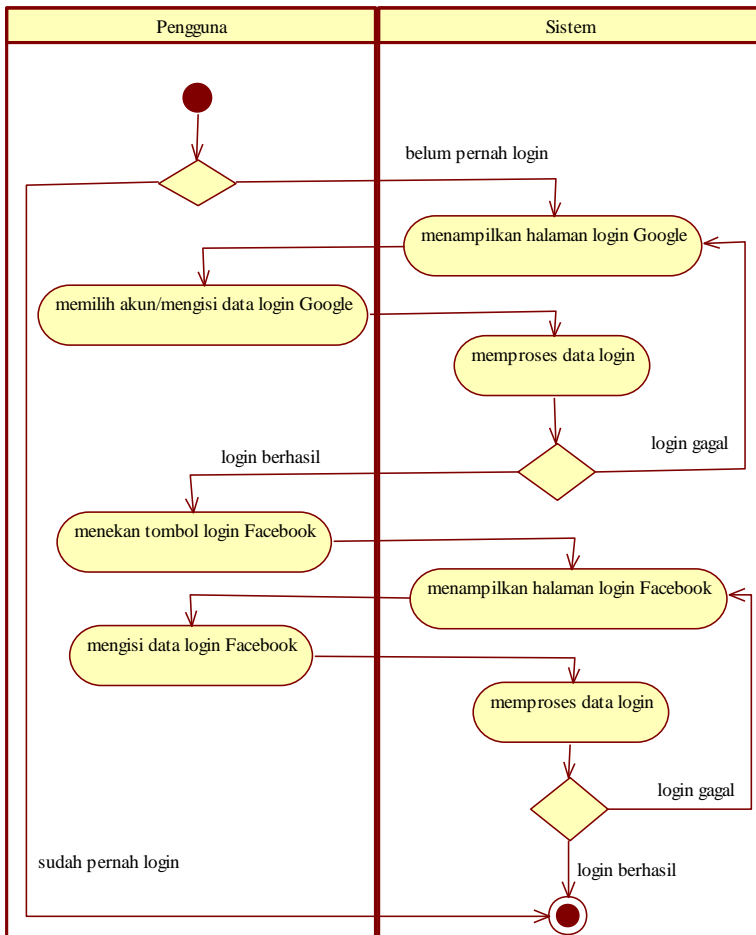 Pengguna
Sistem
belum pernah login
menampilkan halaman login Google
memilih akun/mengisi data login Google
memproses data login
login gagal
login berhasil
menekan tombol login Facebook
menampilkan halaman login Facebook
mengisi data login Facebook
memproses data login
login gagal
sudah pernah login
login berhasil